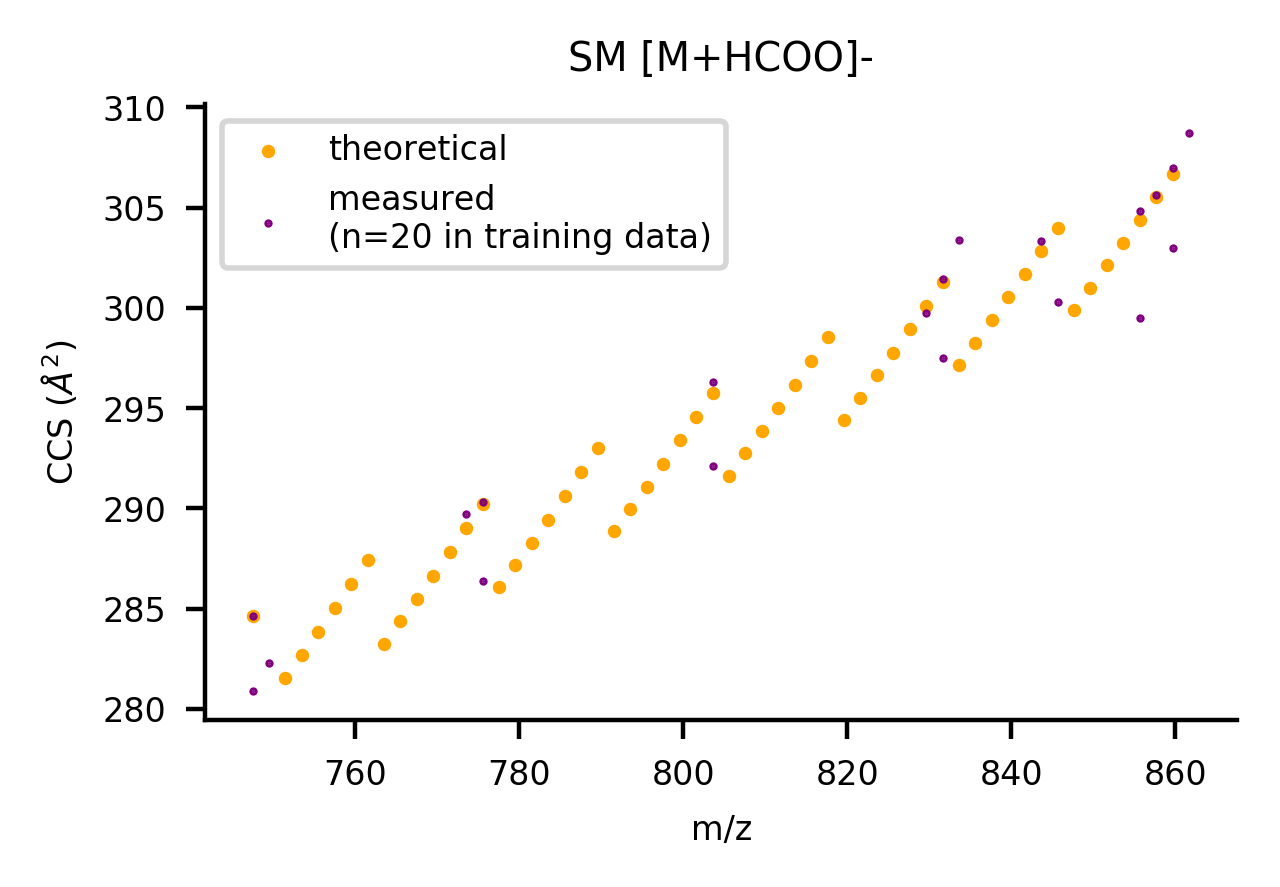 SM [M+HCOO]-
theoretical
measured
(n=20 in training data)
CCS (Å²)
310
305
300
295
290
285
280
760 780 800 820 840 860
m/z